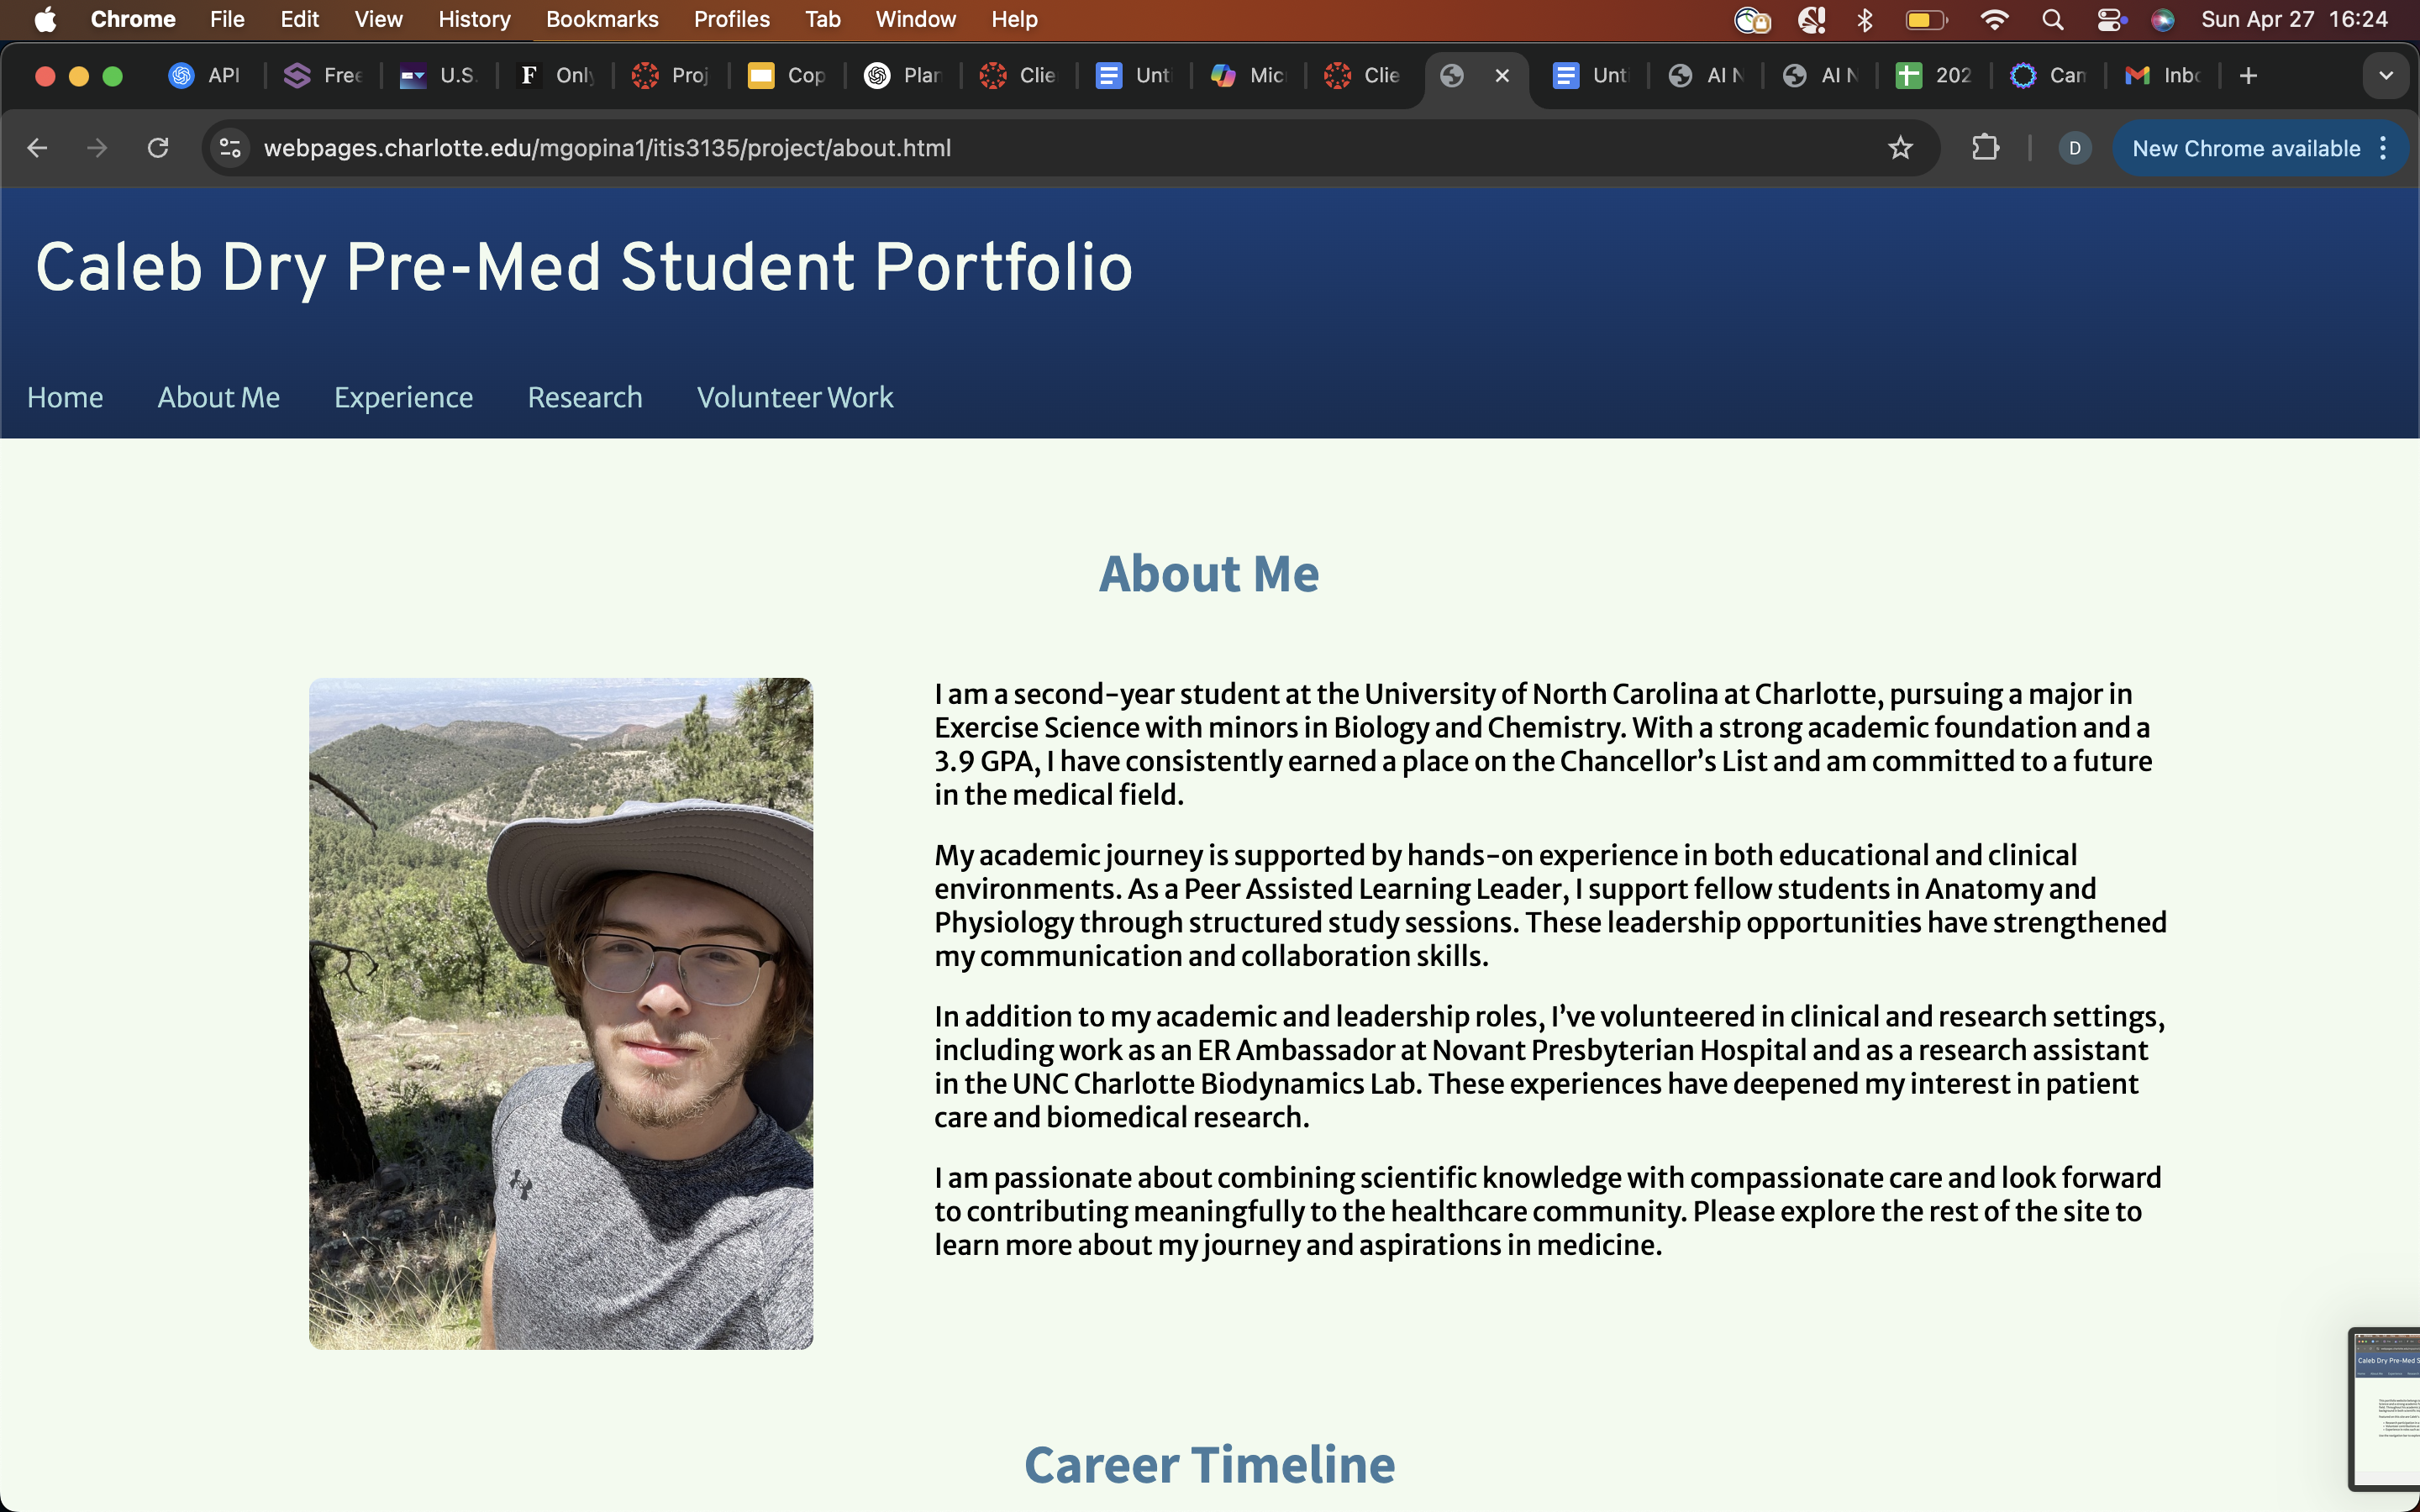 Chrome File Edit View History Bookmarks Profiles Tab Window Help Sun Apr 27 16:24
API Free U.S. Only Proj Cop Plan Clie Unti Mic Clie Unti AI N AI N 202 Can Inbo
webpages.charlotte.edu/mgopina1/itis3135/project/about.html D New Chrome available
Caleb Dry Pre-Med Student Portfolio
Home About Me Experience Research Volunteer Work
About Me
I am a second-year student at the University of North Carolina at Charlotte, pursuing a major in
Exercise Science with minors in Biology and Chemistry. With a strong academic foundation and a
3.9 GPA, I have consistently earned a place on the Chancellor’s List and am committed to a future
in the medical field.
My academic journey is supported by hands-on experience in both educational and clinical
environments. As a Peer Assisted Learning Leader, I support fellow students in Anatomy and
Physiology through structured study sessions. These leadership opportunities have strengthened
my communication and collaboration skills.
In addition to my academic and leadership roles, I’ve volunteered in clinical and research settings,
including work as an ER Ambassador at Novant Presbyterian Hospital and as a research assistant
in the UNC Charlotte Biodynamics Lab. These experiences have deepened my interest in patient
care and biomedical research.
I am passionate about combining scientific knowledge with compassionate care and look forward
to contributing meaningfully to the healthcare community. Please explore the rest of the site to
learn more about my journey and aspirations in medicine.
Caleb Dry Pre-Med S
Career Timeline